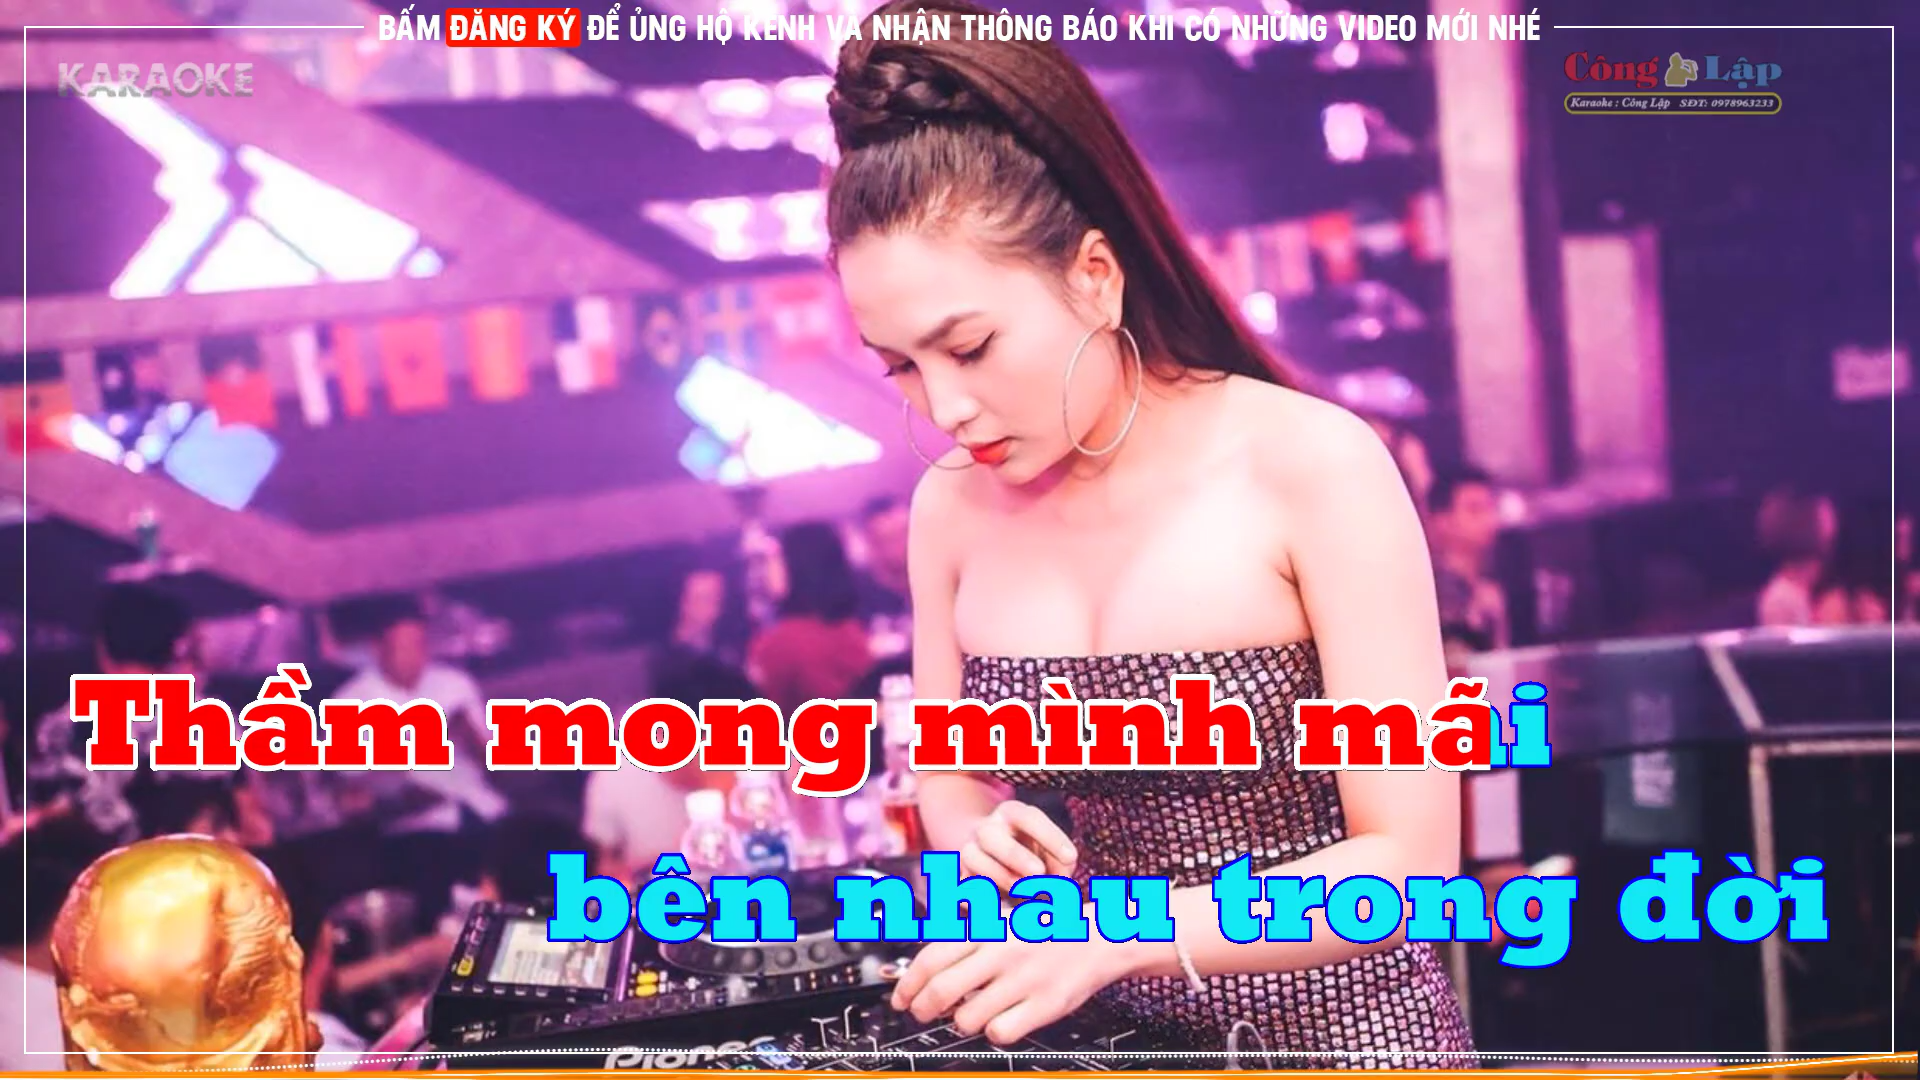 BẤM ĐĂNG KÝ ĐỂ ỦNG HỘ KÊNH VÀ NHẬN THÔNG BÁO KHI CÓ NHỮNG VIDEO MỚI NHÉ
KARAOKE
Công Lập
Karaoke : Công Lập SĐT: 0978963233
Thầm mong mình mãi
bên nhau trong đời
Pioneer